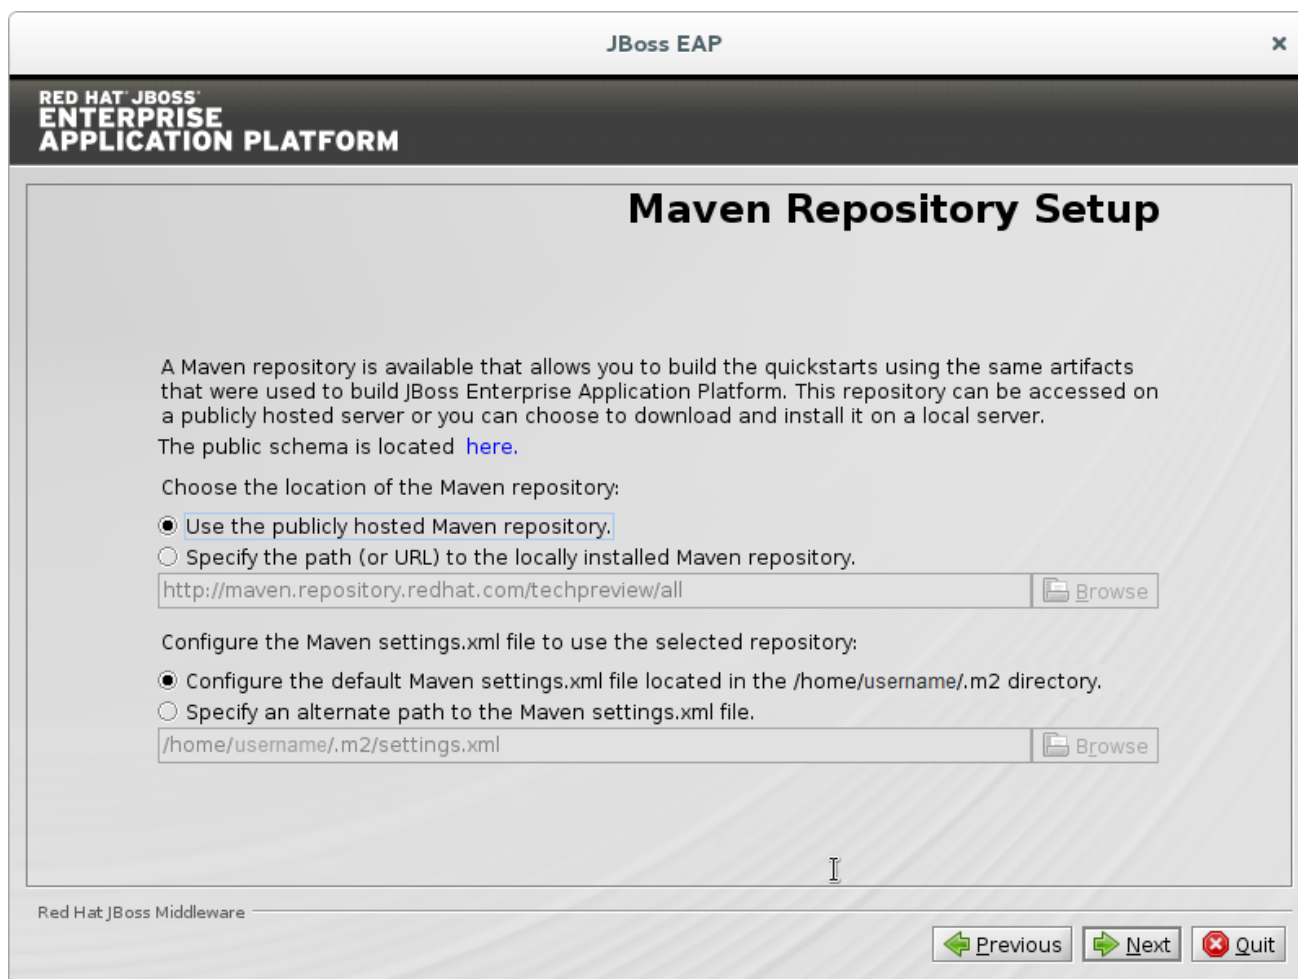 JBoss EAP
RED HAT JBOSS
ENTERPRISE
APPLICATION PLATFORM
Maven Repository Setup
A Maven repository is available that allows you to build the quickstarts using the same artifacts
that were used to build JBoss Enterprise Application Platform. This repository can be accessed on
a publicly hosted server or you can choose to download and install it on a local server.
The public schema is located here.
Choose the location of the Maven repository:
Use the publicly hosted Maven repository.
Specify the path (or URL) to the locally installed Maven repository.
http://maven.repository.redhat.com/techpreview/all Browse
Configure the Maven settings.xml file to use the selected repository:
Configure the default Maven settings.xml file located in the /home/username/.m2 directory.
Specify an alternate path to the Maven settings.xml file.
/home/username/.m2/settings.xml Browse
Red Hat JBoss Middleware
Previous Next Quit